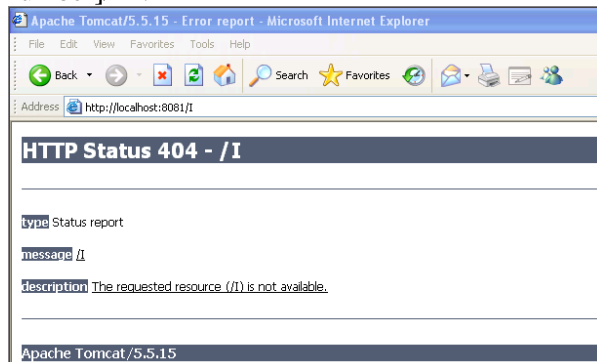 Apache Tomcat/5.5.15 - Error report - Microsoft Internet Explorer
File Edit View Favorites Tools Help
Back Search Favorites
Address http://localhost:8081/I
HTTP Status 404 - /I
type Status report
message /I
description The requested resource (/I) is not available.
Apache Tomcat/5.5.15